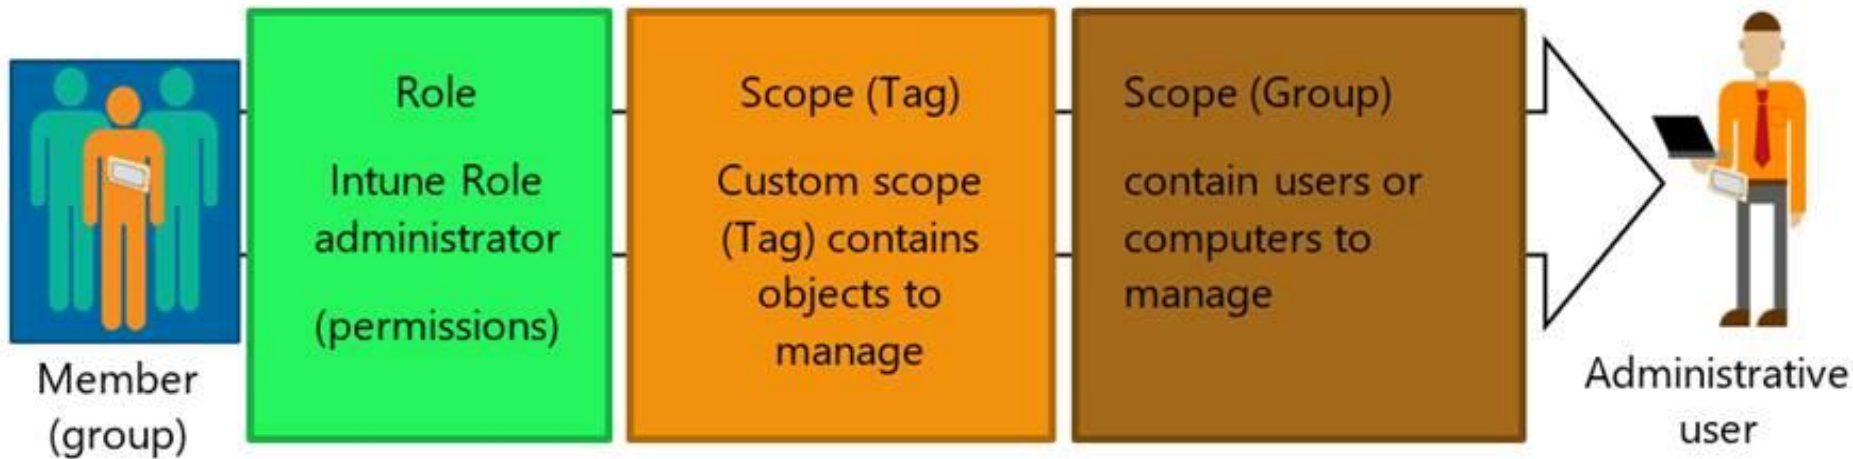 Member
(group)
Role
Intune Role
administrator
(permissions)
Scope (Tag)
Custom scope
(Tag) contains
objects to
manage
Scope (Group)
contain users or
computers to
manage
Administrative
user